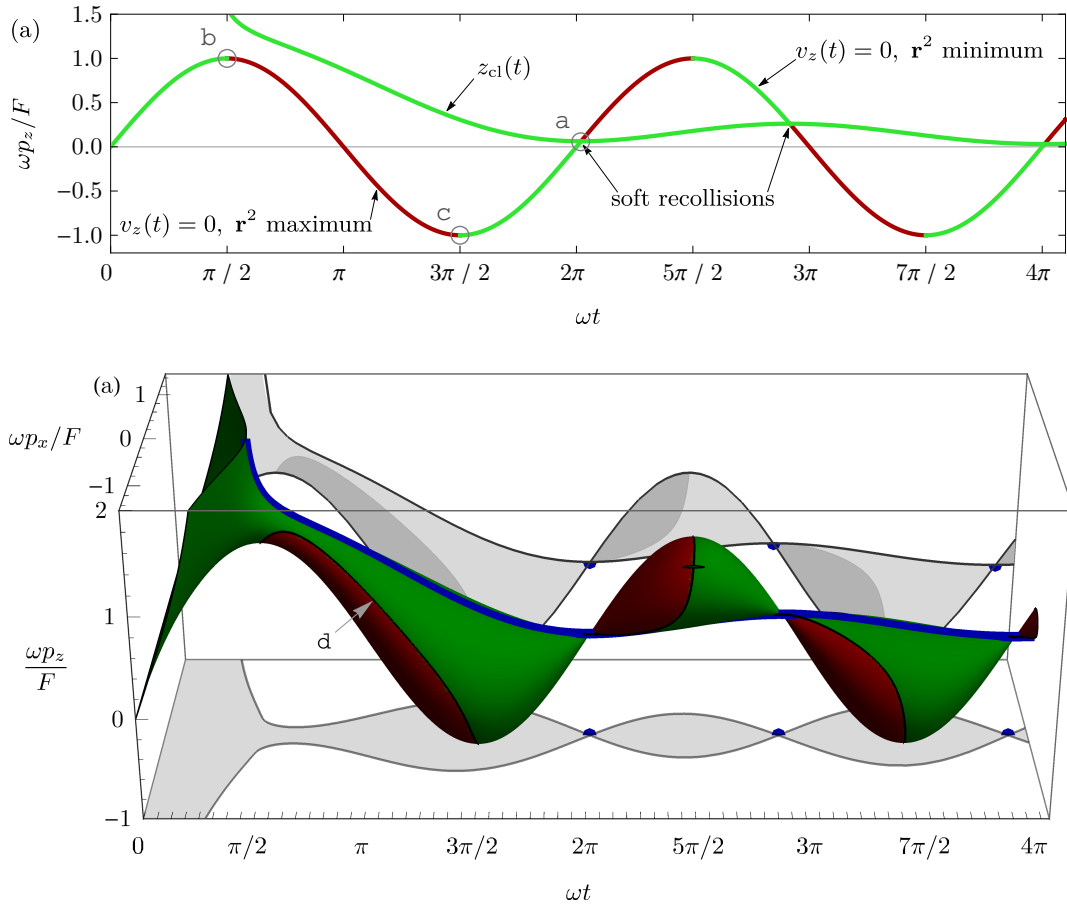 (a)
1.5
1.0
0.5
0.0
−0.5
−1.0
ωp_z/F
b
z_cl(t)
v_z(t) = 0, r² minimum
a
soft recollisions
c
v_z(t) = 0, r² maximum
0 π / 2 π 3π / 2 2π 5π / 2 3π 7π / 2 4π
ωt
(a)
1
0
−1
ωp_x/F
2
1
0
−1
ωp_z
F
d
0 π/2 π 3π/2 2π 5π/2 3π 7π/2 4π
ωt